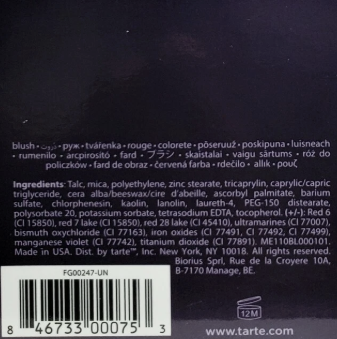 blush • روج • руж • tvářenka • rouge • colorete • põseruuž • poskipuna • luisneach
• rumenilo • arcpirosító • fard • ブラシ • skaistalai • vaigu sārtums • róż do
policzków • fard de obraz • červená farba • rdečilo • allık • ρουζ
Ingredients: Talc, mica, polyethylene, zinc stearate, tricaprylin, caprylic/capric
triglyceride, cera alba/beeswax/cire d'abeille, ascorbyl palmitate, barium
sulfate, chlorphenesin, kaolin, lanolin, laureth-4, PEG-150 distearate,
polysorbate 20, potassium sorbate, tetrasodium EDTA, tocopherol. (+/-): Red 6
(CI 15850), red 7 lake (CI 15850), red 28 lake (CI 45410), ultramarines (CI 77007),
bismuth oxychloride (CI 77163), iron oxides (CI 77491, CI 77492, CI 77499),
manganese violet (CI 77742), titanium dioxide (CI 77891). ME110BL000101.
Made in USA. Dist. by tarte™, Inc. New York, NY 10018. All rights reserved.
Biorius Sprl, Rue de la Croyere 10A,
B-7170 Manage, BE.
FG00247-UN
8 46733 00075 3
12M
www.tarte.com